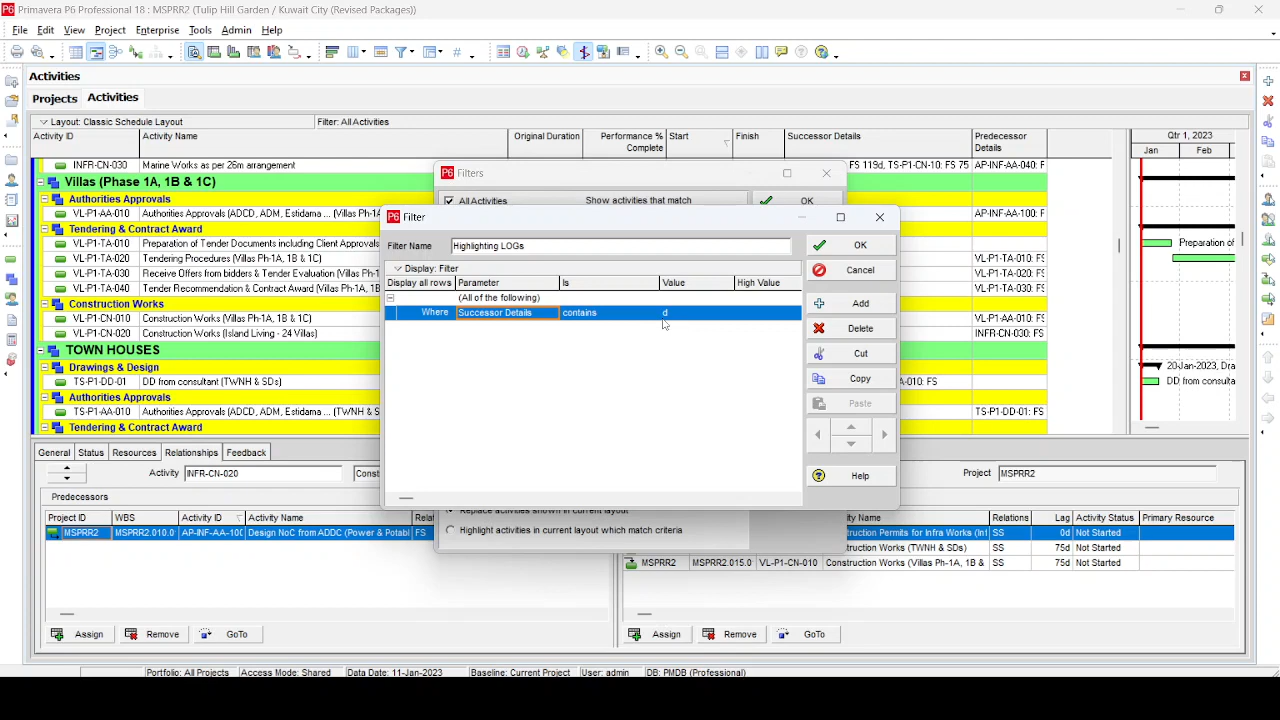 Primavera P6 Professional 18 : MSPRR2 (Tulip Hill Garden / Kuwait City (Revised Packages))
File Edit View Project Enterprise Tools Admin Help
Activities
Projects Activities
Layout: Classic Schedule Layout Filter: All Activities
Activity ID Activity Name Original Duration Performance % Complete Start Finish Successor Details Predecessor Details Qtr 1, 2023
Jan Feb
INFR-CN-030 Marine Works as per 26m arrangement FS 119d, TS-P1-CN-10: FS 75 AP-INF-AA-040: F
Villas (Phase 1A, 1B & 1C)
Authorities Approvals
VL-P1-AA-010 Authorities Approvals (ADCD, ADM, Estidama ... (Villas Ph-1A AP-INF-AA-100: F
Tendering & Contract Award
VL-P1-TA-010 Preparation of Tender Documents including Client Approvals Preparation of
VL-P1-TA-020 Tendering Procedures (Villas Ph-1A, 1B & 1C) VL-P1-TA-010: FS
VL-P1-TA-030 Receive Offers from bidders & Tender Evaluation (Villas Ph-1 VL-P1-TA-020: FS
VL-P1-TA-040 Tender Recommendation & Contract Award (Villas Ph-1A, 1 VL-P1-TA-030: FS
Construction Works
VL-P1-CN-010 Construction Works (Villas Ph-1A, 1B & 1C) VL-P1-AA-010: FS
VL-P1-CN-020 Construction Works (Island Living - 24 Villas) INFR-CN-030: FS
TOWN HOUSES
Drawings & Design 20-Jan-2023, Dra
TS-P1-DD-01 DD from consultant (TWNH & SDs) A-010: FS DD from consulta
Authorities Approvals
TS-P1-AA-010 Authorities Approvals (ADCD, ADM, Estidama ... (TWNH & S TS-P1-DD-01: FS
Tendering & Contract Award
Filters
All Activities Show activities that match OK
Filter
Filter Name Highlighting LOGs OK
Display: Filter Cancel
Display all rows Parameter Is Value High Value
(All of the following) Add
Where Successor Details contains d
Delete
Cut
Copy
Paste
Help
Replace activities shown in current layout
Highlight activities in current layout which match criteria
General Status Resources Relationships Feedback
Activity INFR-CN-020 Const Project MSPRR2
Predecessors
Project ID WBS Activity ID Activity Name Relat
MSPRR2 MSPRR2.010.0 AP-INF-AA-100 Design NoC from ADDC (Power & Potabl FS
ity Name Relations Lag Activity Status Primary Resource
truction Permits for Infra Works (Int SS 0d Not Started
truction Works (TWNH & SDs) SS 75d Not Started
MSPRR2 MSPRR2.015.0 VL-P1-CN-010 Construction Works (Villas Ph-1A, 1B & SS 75d Not Started
Assign Remove GoTo Assign Remove GoTo
Portfolio: All Projects Access Mode: Shared Data Date: 11-Jan-2023 Baseline: Current Project User: admin DB: PMDB (Professional)